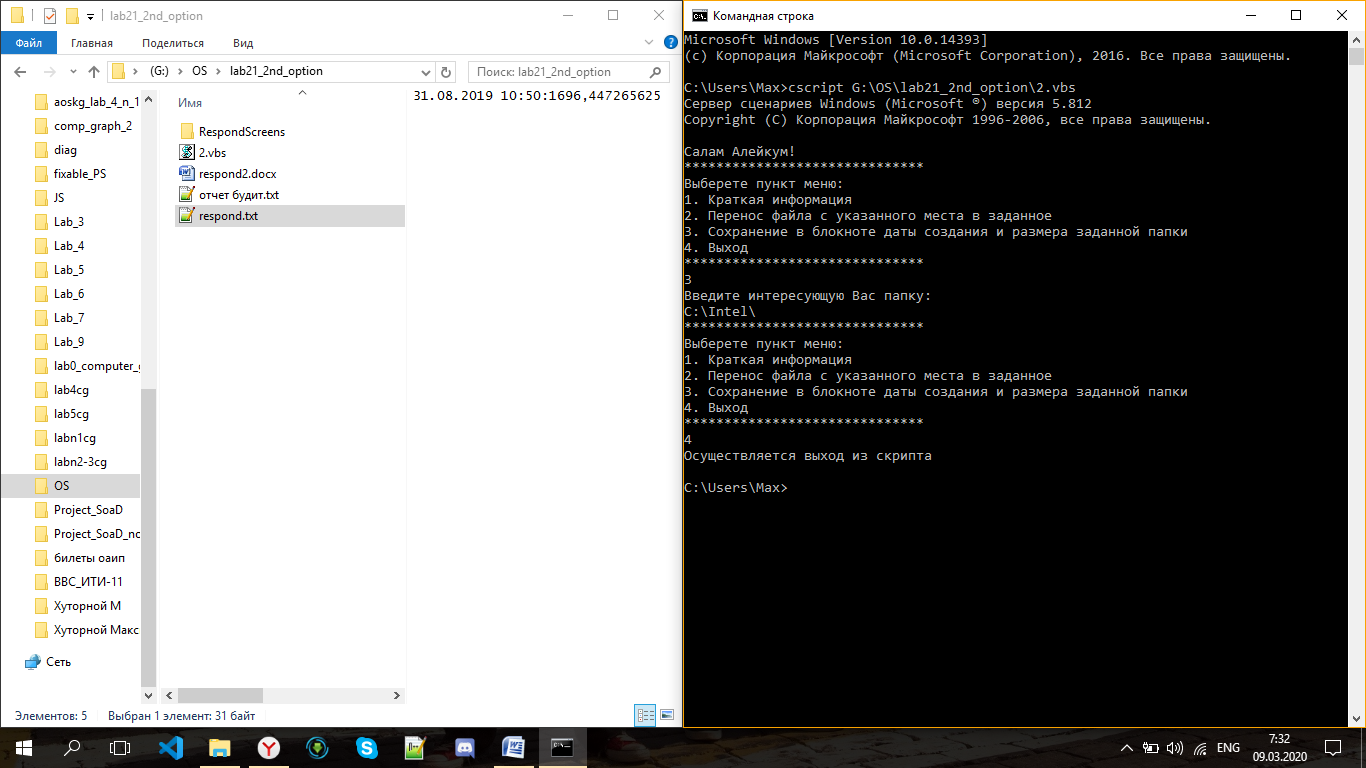 lab21_2nd_option
Файл
Главная
Поделиться
Вид
(G:)
OS
lab21_2nd_option
Поиск: lab21_2nd_option
aoskg_lab_4_n_1
comp_graph_2
diag
fixable_PS
JS
Lab_3
Lab_4
Lab_5
Lab_6
Lab_7
Lab_9
lab0_computer_g
lab4cg
lab5cg
labn1cg
labn2-3cg
OS
Project_SoaD
Project_SoaD_nc
билеты оаип
ВВС_ИТИ-11
Хуторной М
Хуторной Макс
Сеть
Имя
RespondScreens
2.vbs
respond2.docx
отчет будит.txt
respond.txt
31.08.2019 10:50:1696,447265625
Элементов: 5
Выбран 1 элемент: 31 байт
Командная строка
Microsoft Windows [Version 10.0.14393]
(c) Корпорация Майкрософт (Microsoft Corporation), 2016. Все права защищены.
C:\Users\Max>cscript G:\OS\lab21_2nd_option\2.vbs
Сервер сценариев Windows (Microsoft ®) версия 5.812
Copyright (C) Корпорация Майкрософт 1996-2006, все права защищены.
Салам Алейкум!
******************************
Выберете пункт меню:
1. Краткая информация
2. Перенос файла с указанного места в заданное
3. Сохранение в блокноте даты создания и размера заданной папки
4. Выход
******************************
3
Введите интересующую Вас папку:
C:\Intel\
******************************
Выберете пункт меню:
1. Краткая информация
2. Перенос файла с указанного места в заданное
3. Сохранение в блокноте даты создания и размера заданной папки
4. Выход
******************************
4
Осуществляется выход из скрипта
C:\Users\Max>
ENG
7:32
09.03.2020